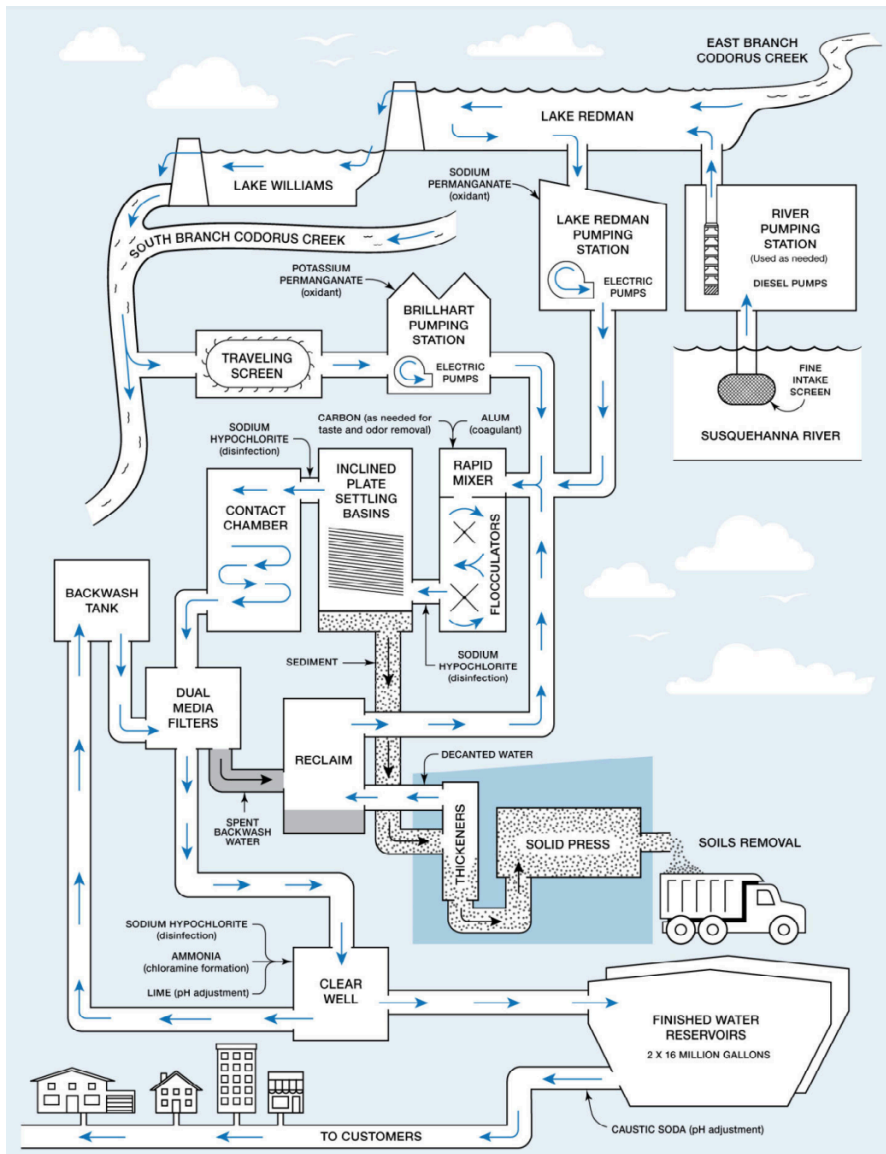 EAST BRANCH
CODORUS CREEK
LAKE REDMAN
LAKE WILLIAMS
SODIUM
PERMANGANATE
(oxidant)
LAKE REDMAN
PUMPING
STATION
ELECTRIC
PUMPS
RIVER
PUMPING
STATION
(Used as needed)
DIESEL PUMPS
SOUTH BRANCH CODORUS CREEK
POTASSIUM
PERMANGANATE
(oxidant)
BRILLHART
PUMPING
STATION
ELECTRIC
PUMPS
TRAVELING
SCREEN
FINE
INTAKE
SCREEN
SUSQUEHANNA RIVER
SODIUM
HYPOCHLORITE
(disinfection)
CARBON (as needed for
taste and odor removal)
ALUM
(coagulant)
INCLINED
PLATE
SETTLING
BASINS
RAPID
MIXER
FLOCCULATORS
CONTACT
CHAMBER
BACKWASH
TANK
SEDIMENT
SODIUM
HYPOCHLORITE
(disinfection)
DUAL
MEDIA
FILTERS
RECLAIM
DECANTED WATER
SPENT
BACKWASH
WATER
THICKENERS
SOLID PRESS
SOILS REMOVAL
SODIUM HYPOCHLORITE
(disinfection)
AMMONIA
(chloramine formation)
LIME (pH adjustment)
CLEAR
WELL
FINISHED WATER
RESERVOIRS
2 X 16 MILLION GALLONS
CAUSTIC SODA (pH adjustment)
TO CUSTOMERS